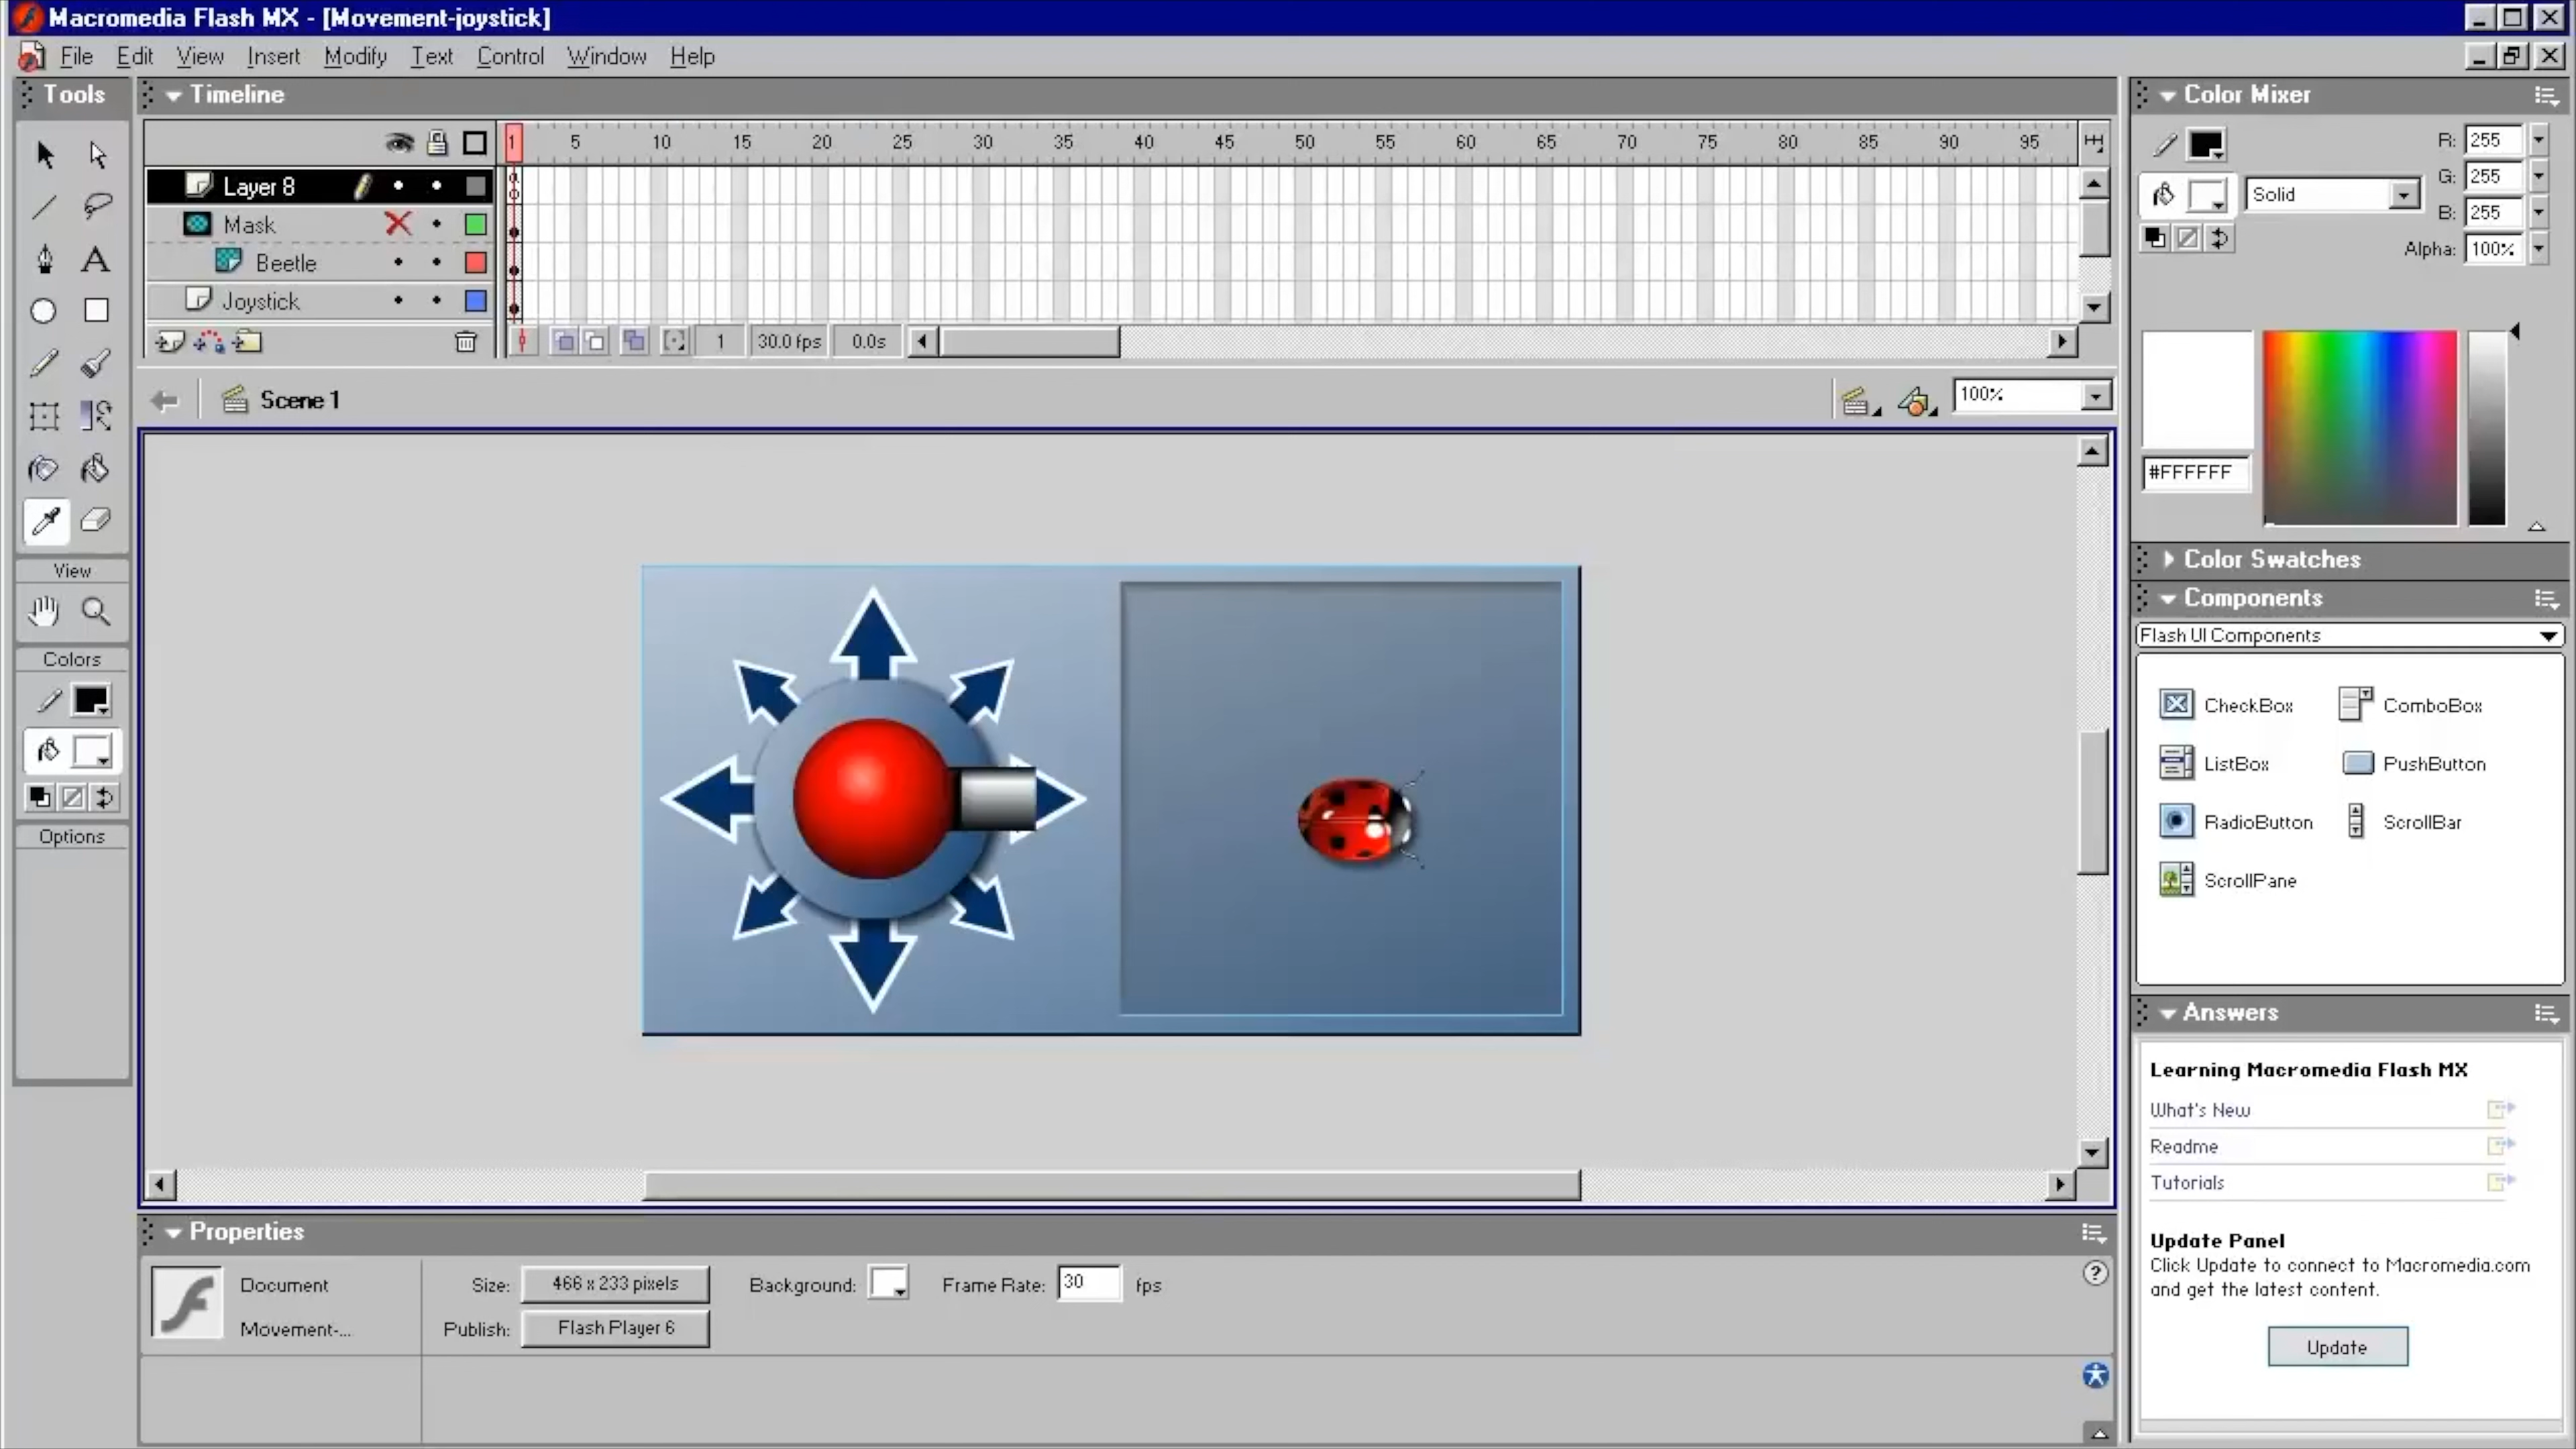 Macromedia Flash MX - [Movement-joystick]
File Edit View Insert Modify Text Control Window Help
Tools
Timeline
Color Mixer
1 5 10 15 20 25 30 35 40 45 50 55 60 65 70 75 80 85 90 95
Layer 8
Mask
Beetle
Joystick
1 30.0 fps 0.0s
Scene 1
100%
R: 255
Solid
G: 255
B: 255
Alpha: 100%
#FFFFFF
View
Colors
Options
Color Swatches
Components
Flash UI Components
CheckBox ComboBox
ListBox PushButton
RadioButton ScrollBar
ScrollPane
Answers
Learning Macromedia Flash MX
What's New
Readme
Tutorials
Update Panel
Click Update to connect to Macromedia.com
and get the latest content.
Update
Properties
Document Size: 466 x 233 pixels Background: Frame Rate: 30 fps
Movement-... Publish: Flash Player 6